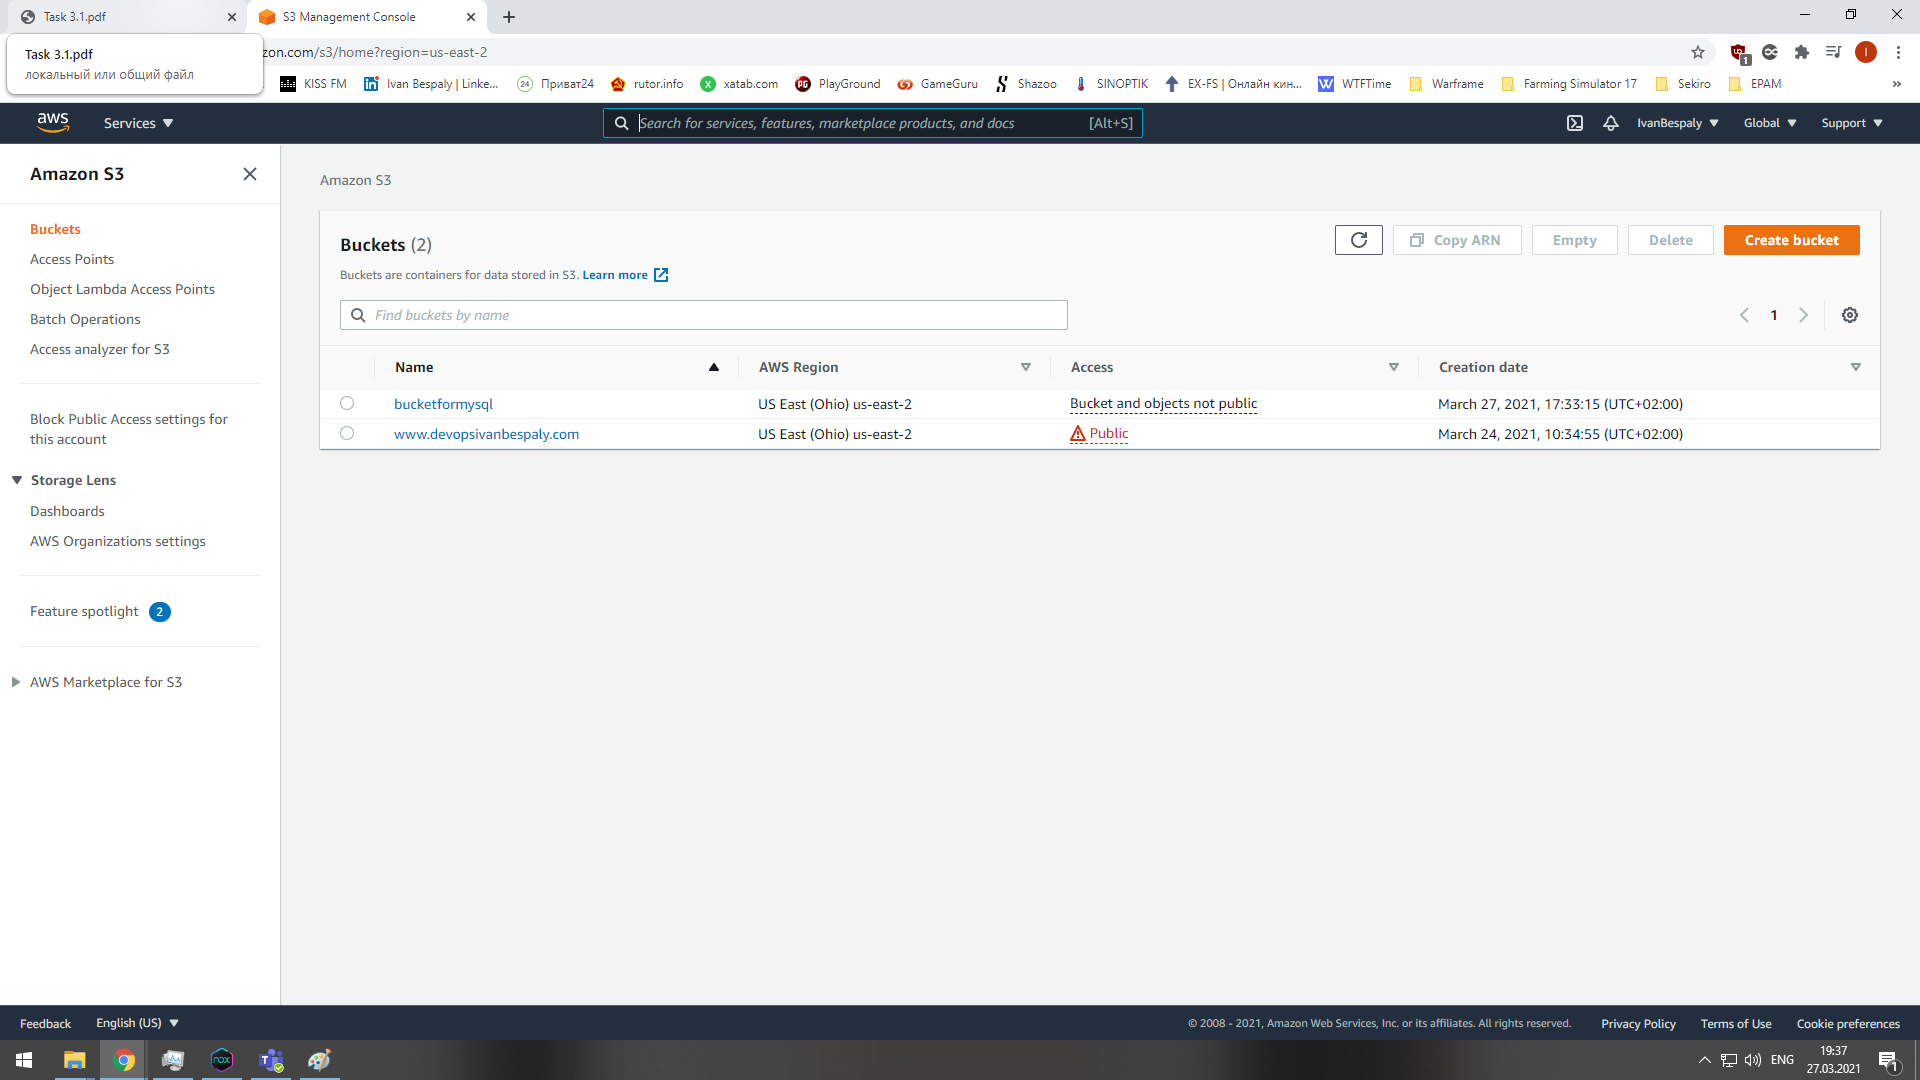 Task 3.1.pdf
S3 Management Console
Task 3.1.pdf
локальный или общий файл
zon.com/s3/home?region=us-east-2
1
I
KISS FM
Ivan Bespaly | Linke...
24 Приват24
rutor.info
xatab.com
PlayGround
GameGuru
Shazoo
SINOPTIK
EX-FS | Онлайн кин...
WTFTime
Warframe
Farming Simulator 17
Sekiro
EPAM
»
aws
Services
Search for services, features, marketplace products, and docs [Alt+S]
IvanBespaly
Global
Support
Amazon S3
Buckets
Access Points
Object Lambda Access Points
Batch Operations
Access analyzer for S3
Block Public Access settings for
this account
Storage Lens
Dashboards
AWS Organizations settings
Feature spotlight 2
AWS Marketplace for S3
Amazon S3
Buckets (2)
Copy ARN
Empty
Delete
Create bucket
Buckets are containers for data stored in S3. Learn more
Find buckets by name
1
Name AWS Region Access Creation date
bucketformysql US East (Ohio) us-east-2 Bucket and objects not public March 27, 2021, 17:33:15 (UTC+02:00)
www.devopsivanbespaly.com US East (Ohio) us-east-2 Public March 24, 2021, 10:34:55 (UTC+02:00)
Feedback
English (US)
© 2008 - 2021, Amazon Web Services, Inc. or its affiliates. All rights reserved.
Privacy Policy
Terms of Use
Cookie preferences
nox
T
ENG
19:37
27.03.2021
1